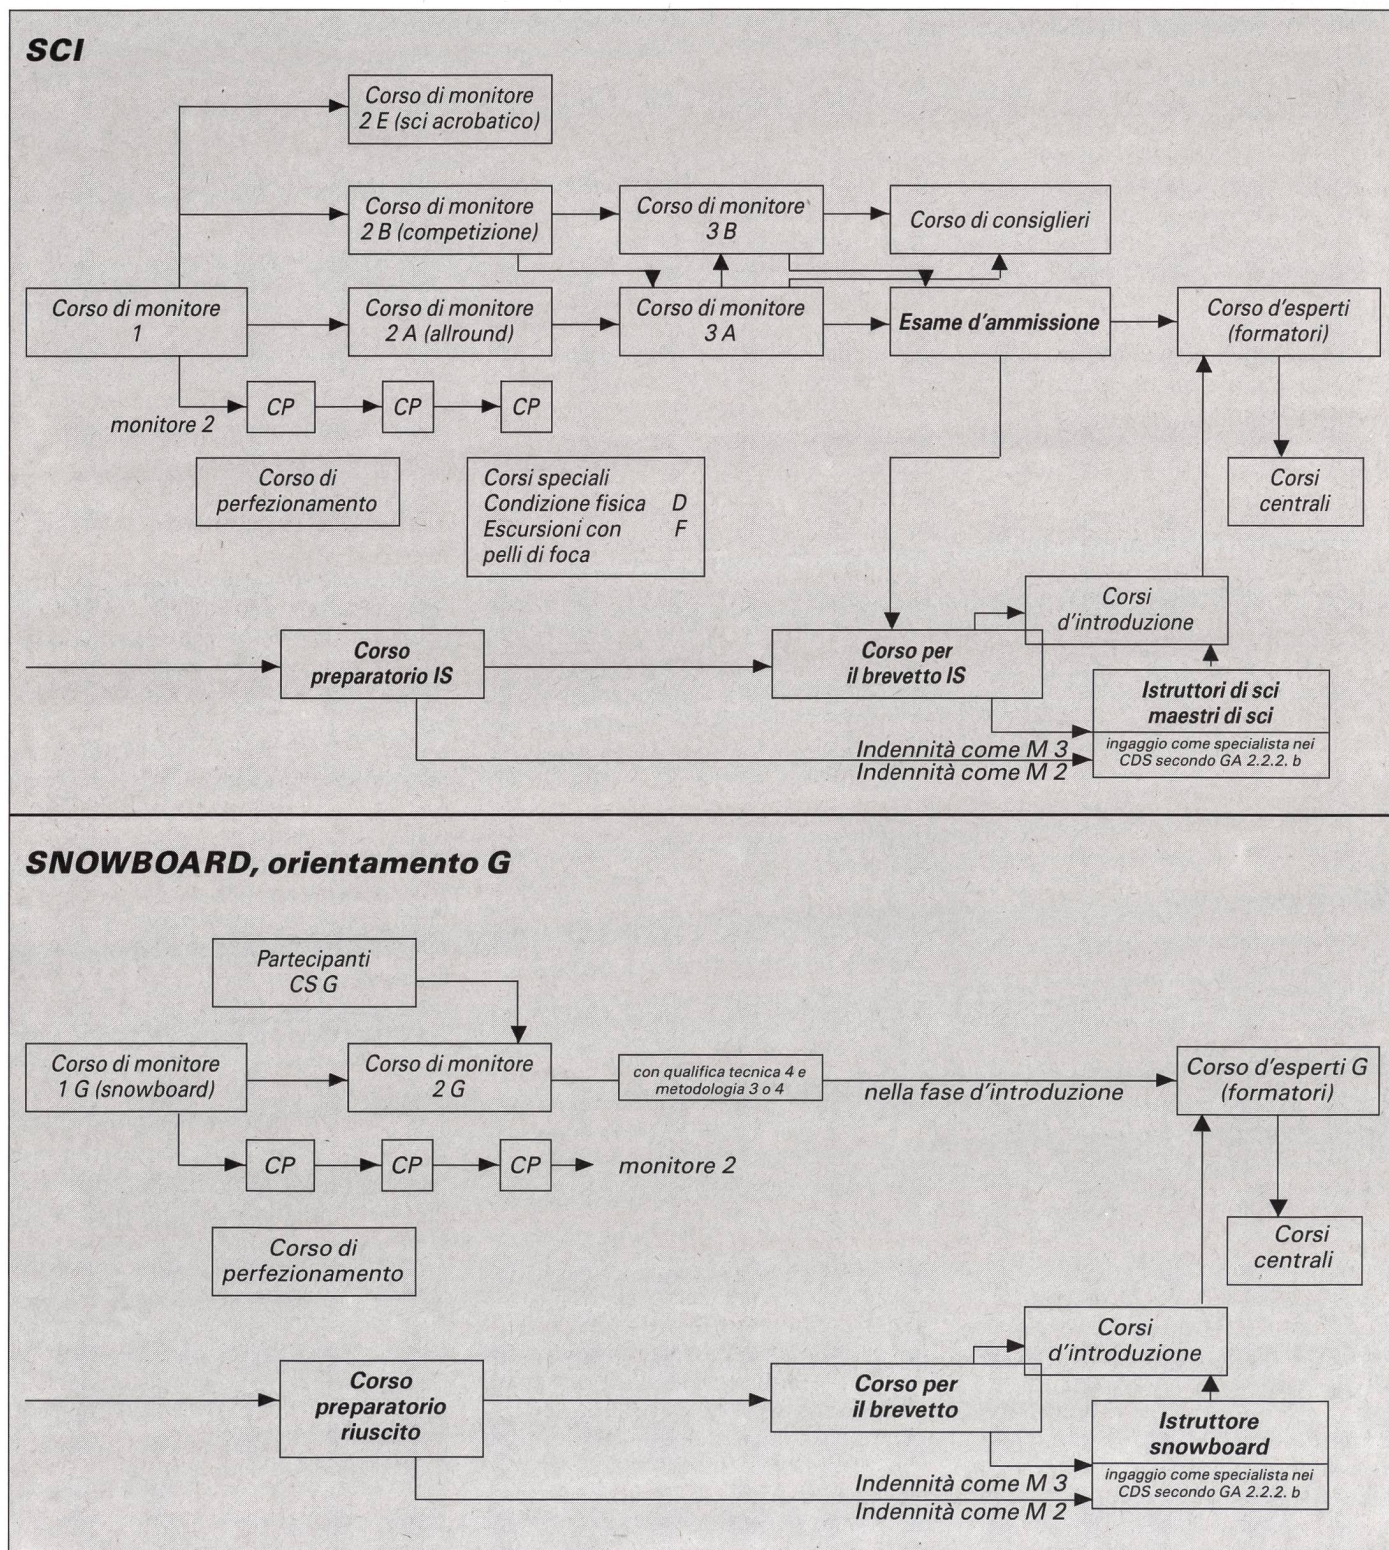 SCI
Corso di monitore
2 E (sci acrobatico)
Corso di monitore
2 B (competizione)
Corso di monitore
3 B
Corso di consiglieri
Corso di monitore
1
Corso di monitore
2 A (allround)
Corso di monitore
3 A
Esame d'ammissione
Corso d'esperti
(formatori)
monitore 2
CP
CP
CP
Corso di
perfezionamento
Corsi speciali
Condizione fisica D
Escursioni con F
pelli di foca
Corsi
centrali
Corsi
d'introduzione
Corso
preparatorio IS
Corso per
il brevetto IS
Istruttori di sci
maestri di sci
ingaggio come specialista nei
CDS secondo GA 2.2.2. b
Indennità come M 3
Indennità come M 2
SNOWBOARD, orientamento G
Partecipanti
CS G
Corso di monitore
1 G (snowboard)
Corso di monitore
2 G
con qualifica tecnica 4 e
metodologia 3 o 4
nella fase d'introduzione
Corso d'esperti G
(formatori)
CP
CP
CP
monitore 2
Corso di
perfezionamento
Corsi
centrali
Corsi
d'introduzione
Corso
preparatorio
riuscito
Corso per
il brevetto
Istruttore
snowboard
ingaggio come specialista nei
CDS secondo GA 2.2.2. b
Indennità come M 3
Indennità come M 2